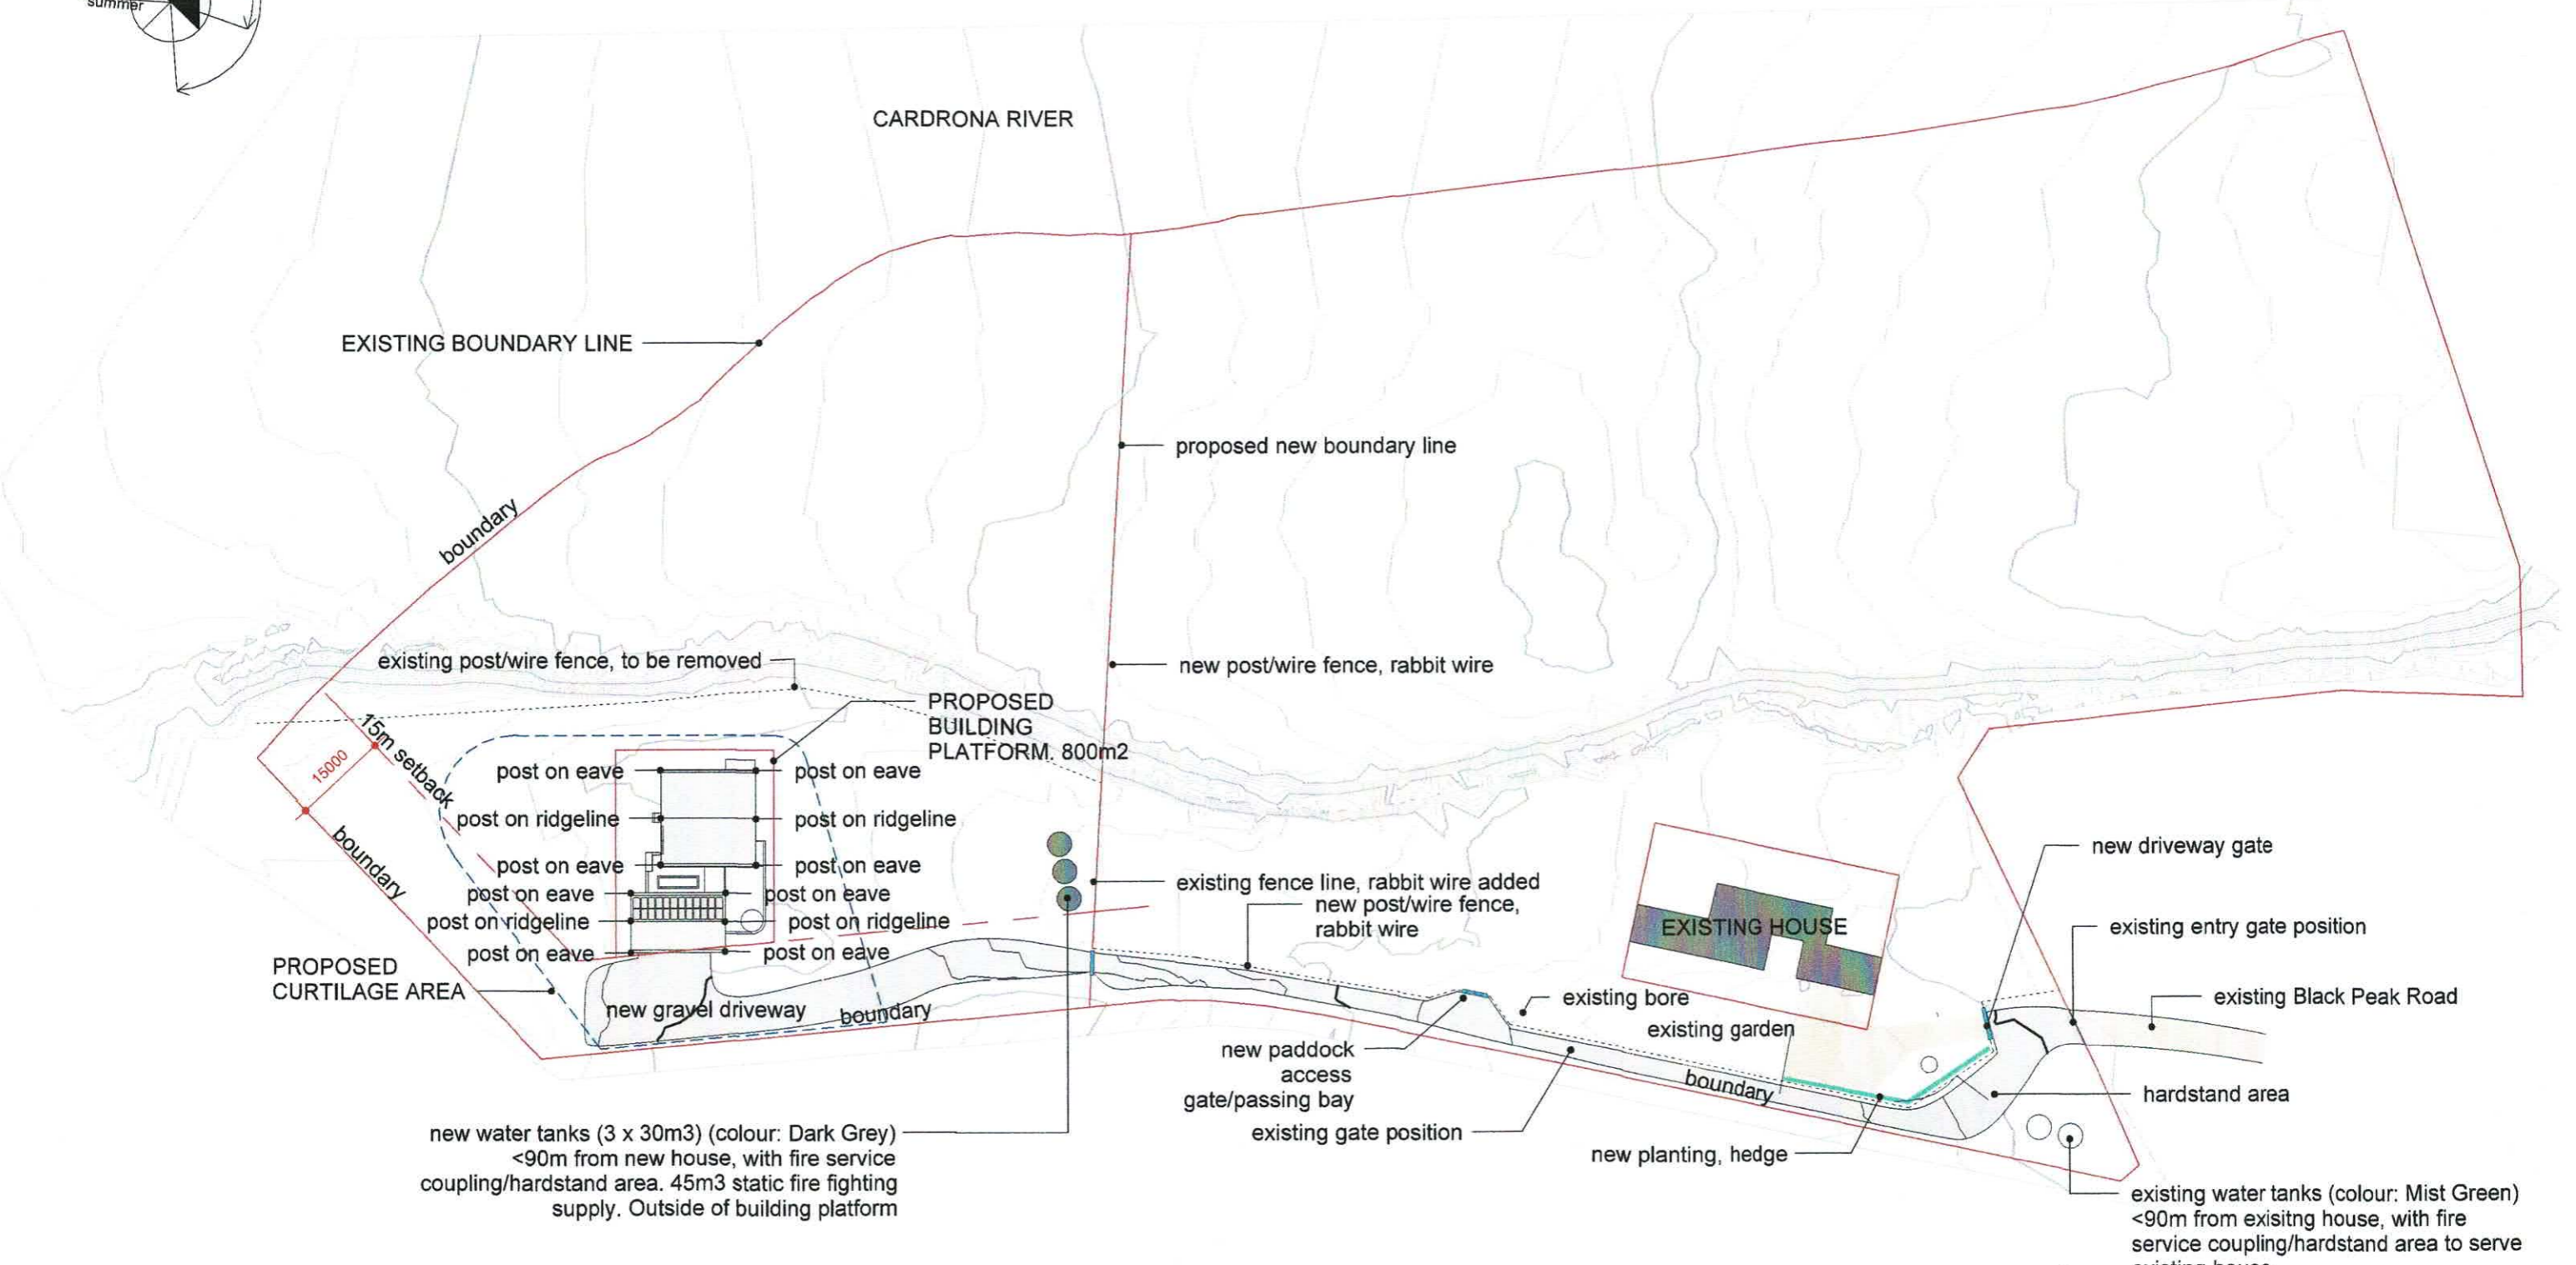 summer
CARDRONA RIVER
EXISTING BOUNDARY LINE
proposed new boundary line
boundary
existing post/wire fence, to be removed
new post/wire fence, rabbit wire
PROPOSED
BUILDING
PLATFORM. 800m2
15m setback
15000
boundary
post on eave
post on eave
post on ridgeline
post on ridgeline
post on eave
post on eave
post on eave
post on eave
post on ridgeline
post on ridgeline
post on eave
post on eave
PROPOSED
CURTILAGE AREA
new gravel driveway
boundary
existing fence line, rabbit wire added
new post/wire fence,
rabbit wire
EXISTING HOUSE
new driveway gate
existing entry gate position
existing Black Peak Road
existing bore
existing garden
new paddock
access
gate/passing bay
existing gate position
boundary
new planting, hedge
hardstand area
new water tanks (3 x 30m3) (colour: Dark Grey)
<90m from new house, with fire service
coupling/hardstand area. 45m3 static fire fighting
supply. Outside of building platform
existing water tanks (colour: Mist Green)
<90m from exisitng house, with fire
service coupling/hardstand area to serve
existing house